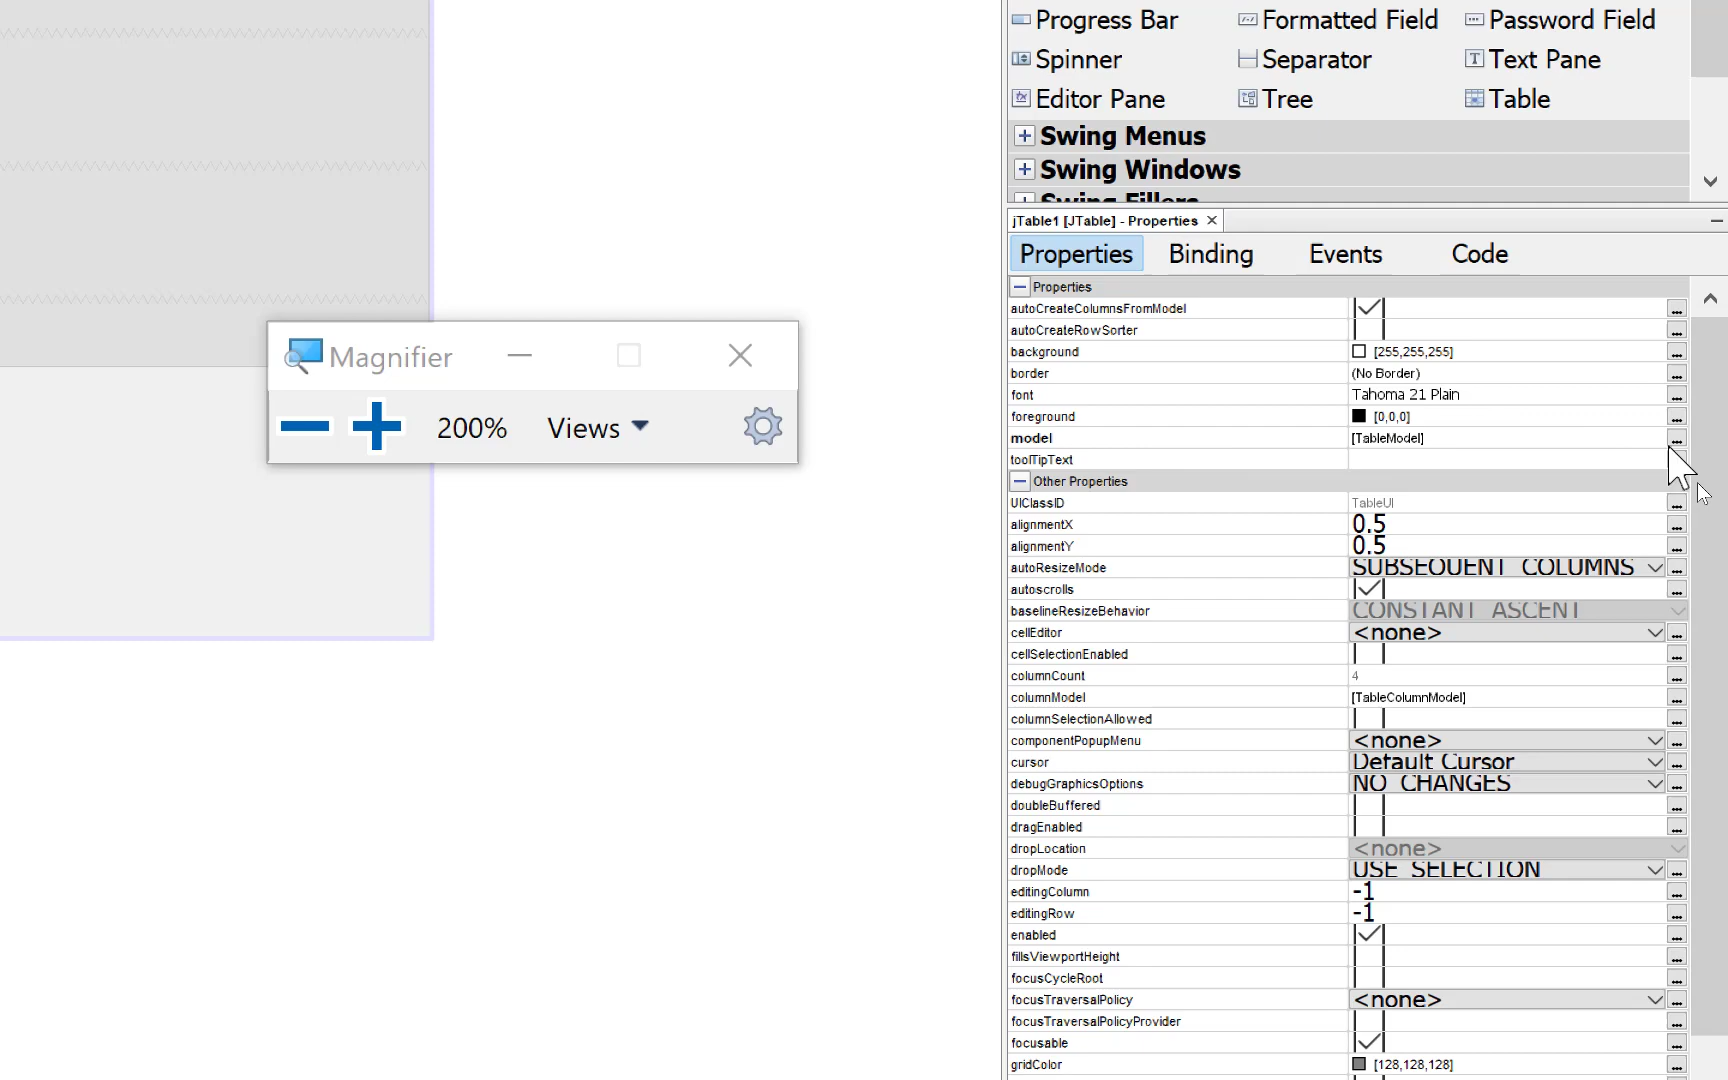 Progress Bar Formatted Field Password Field
Spinner Separator Text Pane
Editor Pane Tree Table
Swing Menus
Swing Windows
Swing Fillers
jTable1 [JTable] - Properties
Properties Binding Events Code
Properties
autoCreateColumnsFromModel
autoCreateRowSorter
background [255,255,255]
border (No Border)
font Tahoma 21 Plain
foreground [0,0,0]
model [TableModel]
toolTipText
Other Properties
UIClassID TableUI
alignmentX 0.5
alignmentY 0.5
autoResizeMode SUBSEQUENT_COLUMNS
autoscrolls
baselineResizeBehavior CONSTANT_ASCENT
cellEditor <none>
cellSelectionEnabled
columnCount 4
columnModel [TableColumnModel]
columnSelectionAllowed
componentPopupMenu <none>
cursor Default Cursor
debugGraphicsOptions NO_CHANGES
doubleBuffered
dragEnabled
dropLocation <none>
dropMode USE_SELECTION
editingColumn -1
editingRow -1
enabled
fillsViewportHeight
focusCycleRoot
focusTraversalPolicy <none>
focusTraversalPolicyProvider
focusable
gridColor [128,128,128]
Magnifier
200% Views